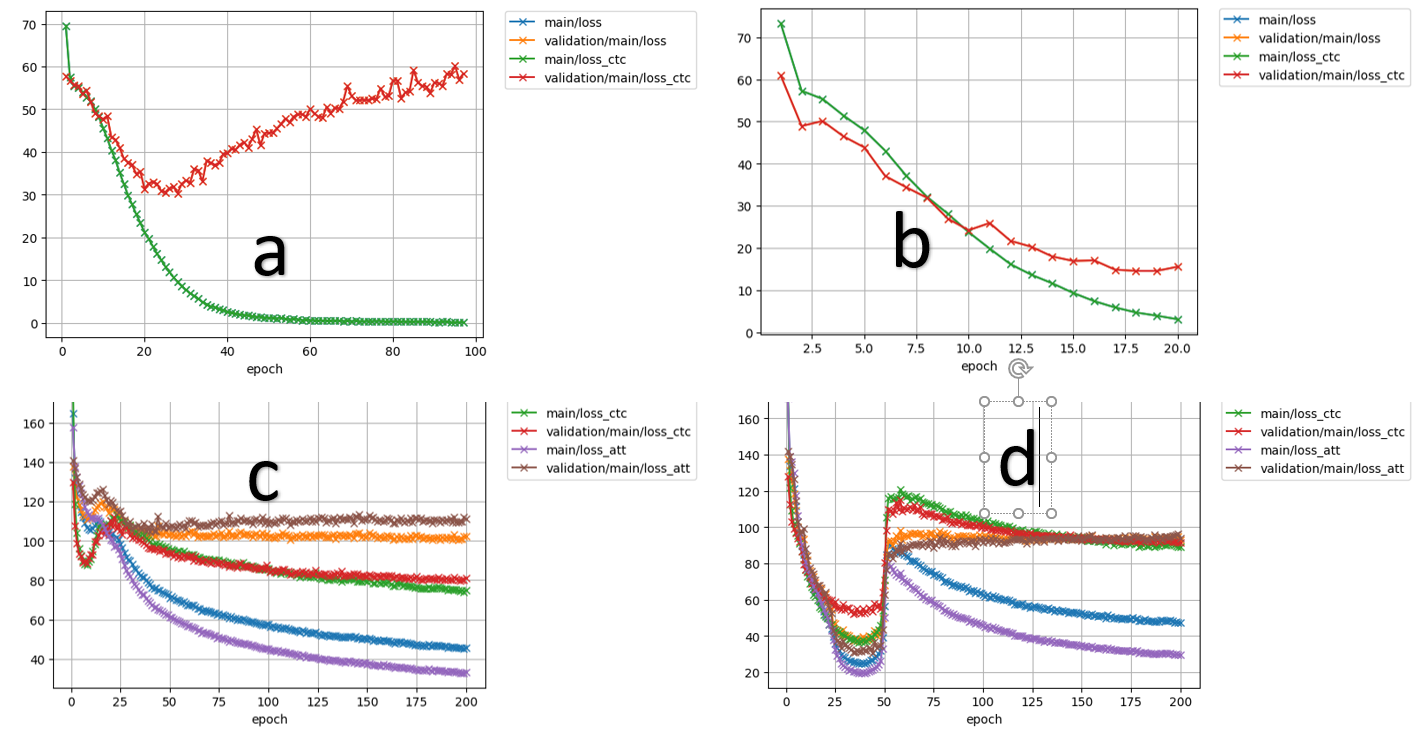 70
60
50
40
30
20
10
0
0 20 40 60 80 100
epoch
a
main/loss
validation/main/loss
main/loss_ctc
validation/main/loss_ctc
70
60
50
40
30
20
10
0
2.5 5.0 7.5 10.0 12.5 15.0 17.5 20.0
epoch
b
main/loss
validation/main/loss
main/loss_ctc
validation/main/loss_ctc
160
140
120
100
80
60
40
0 25 50 75 100 125 150 175 200
epoch
c
main/loss_ctc
validation/main/loss_ctc
main/loss_att
validation/main/loss_att
160
140
120
100
80
60
40
20
0 25 50 75 100 125 150 175 200
epoch
d
main/loss_ctc
validation/main/loss_ctc
main/loss_att
validation/main/loss_att